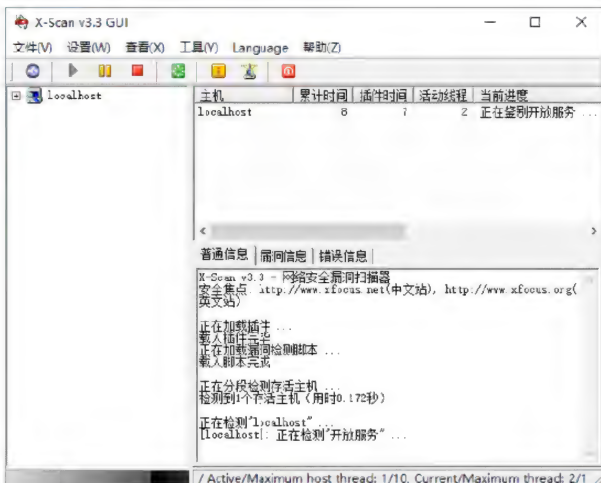 X-Scan v3.3 GUI
文件(V) 设置(W) 查看(X) 工具(Y) Language 帮助(Z)
localhost
主机 累计时间 插件时间 活动线程 当前进度
localhost 8 7 2 正在鉴别开放服务 ...
普通信息 漏洞信息 错误信息
X-Scan v3.3 - 网络安全漏洞扫描器
安全焦点: http://www.xfocus.net(中文站), http://www.xfocus.org(
英文站)
正在加载插件 ...
载入插件完毕
正在加载漏洞检测脚本 ...
载入脚本完成
正在分段检测存活主机 ...
检测到1个存活主机 (用时0.172秒)
正在检测"localhost" ...
[localhost]: 正在检测"开放服务" ...
/ Active/Maximum host thread: 1/10, Current/Maximum thread: 2/1